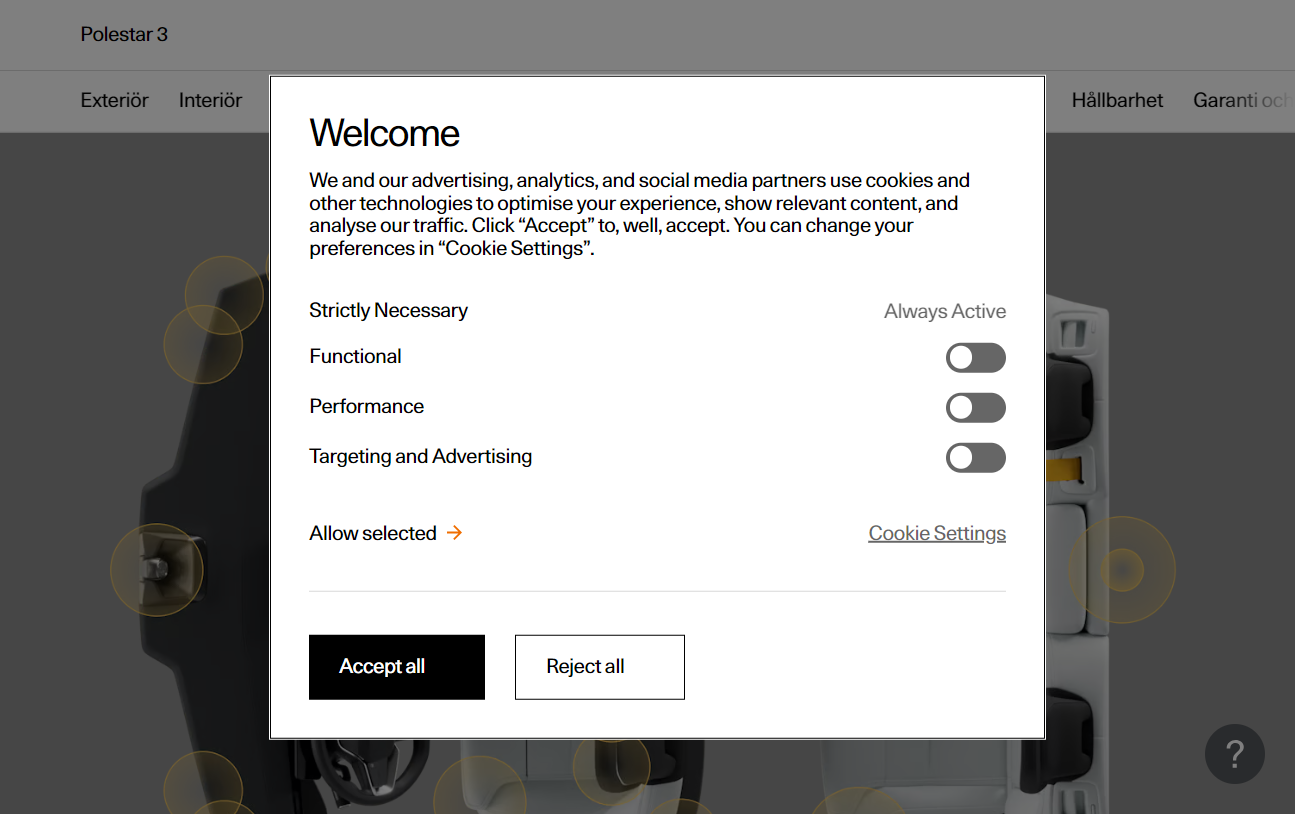 Polestar 3
Exteriör Interiör Hållbarhet Garanti och
Welcome
We and our advertising, analytics, and social media partners use cookies and
other technologies to optimise your experience, show relevant content, and
analyse our traffic. Click “Accept” to, well, accept. You can change your
preferences in “Cookie Settings”.
Strictly Necessary Always Active
Functional
Performance
Targeting and Advertising
Allow selected → Cookie Settings
Accept all Reject all
?